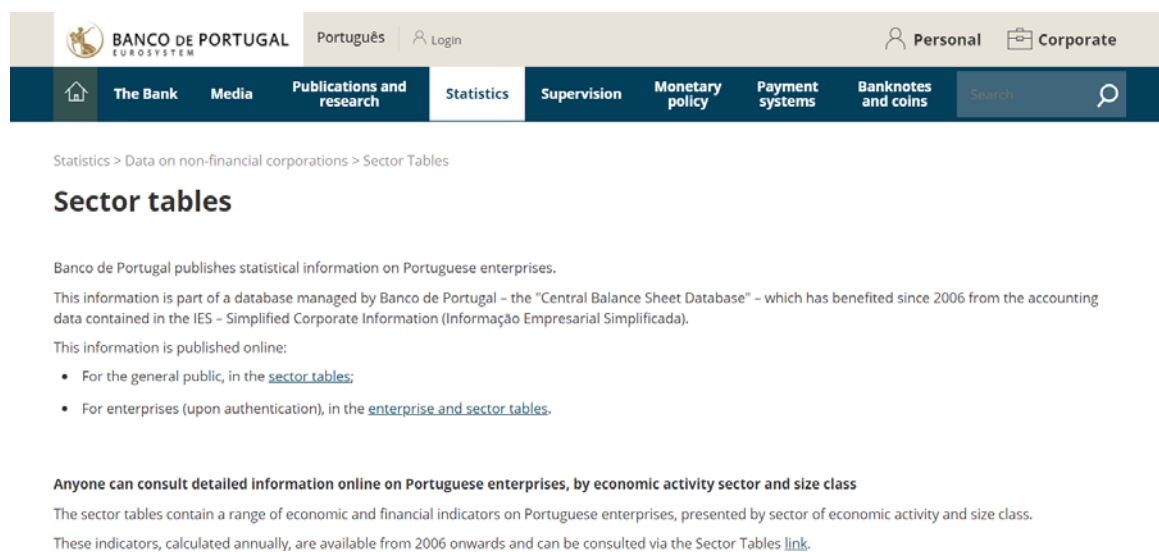 BANCO DE PORTUGAL
EUROSYSTEM
Português
Login
Personal
Corporate
The Bank
Media
Publications and
research
Statistics
Supervision
Monetary
policy
Payment
systems
Banknotes
and coins
Search
Statistics > Data on non-financial corporations > Sector Tables
Sector tables
Banco de Portugal publishes statistical information on Portuguese enterprises.
This information is part of a database managed by Banco de Portugal – the "Central Balance Sheet Database" – which has benefited since 2006 from the accounting
data contained in the IES – Simplified Corporate Information (Informação Empresarial Simplificada).
This information is published online:
• For the general public, in the sector tables;
• For enterprises (upon authentication), in the enterprise and sector tables.
Anyone can consult detailed information online on Portuguese enterprises, by economic activity sector and size class
The sector tables contain a range of economic and financial indicators on Portuguese enterprises, presented by sector of economic activity and size class.
These indicators, calculated annually, are available from 2006 onwards and can be consulted via the Sector Tables link.